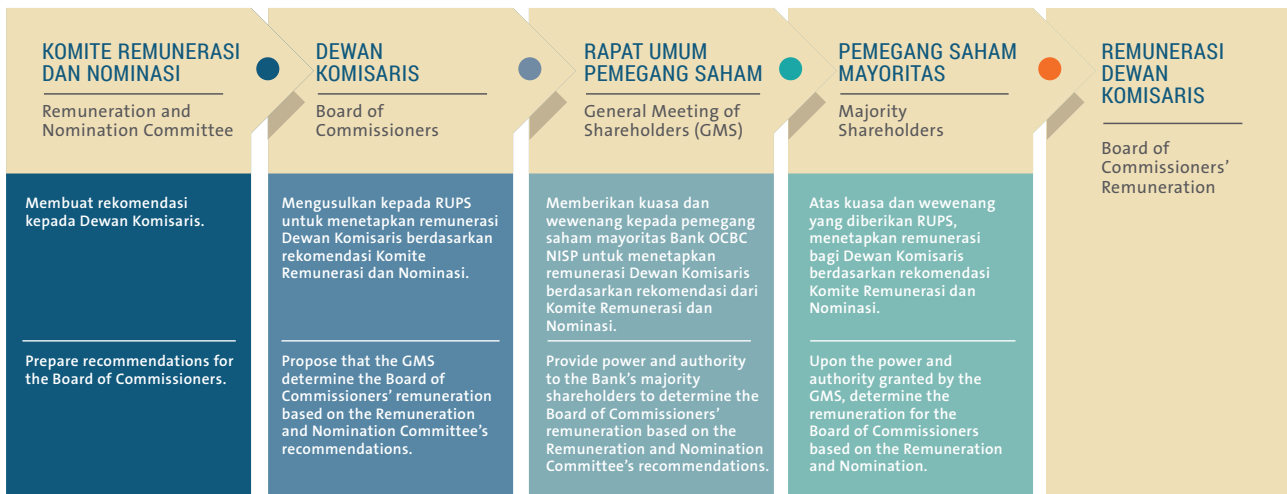 KOMITE REMUNERASI
DAN NOMINASI
Remuneration and
Nomination Committee
Membuat rekomendasi
kepada Dewan Komisaris.
Prepare recommendations for
the Board of Commissioners.
DEWAN
KOMISARIS
Board of
Commissioners
Mengusulkan kepada RUPS
untuk menetapkan remunerasi
Dewan Komisaris berdasarkan
rekomendasi Komite
Remunerasi dan Nominasi.
Propose that the GMS
determine the Board of
Commissioners’ remuneration
based on the Remuneration
and Nomination Committee’s
recommendations.
RAPAT UMUM
PEMEGANG SAHAM
General Meeting of
Shareholders (GMS)
Memberikan kuasa dan
wewenang kepada pemegang
saham mayoritas Bank OCBC
NISP untuk menetapkan
remunerasi Dewan Komisaris
berdasarkan rekomendasi dari
Komite Remunerasi dan
Nominasi.
Provide power and authority
to the Bank’s majority
shareholders to determine the
Board of Commissioners’
remuneration based on the
Remuneration and Nomination
Committee’s recommendations.
PEMEGANG SAHAM
MAYORITAS
Majority
Shareholders
Atas kuasa dan wewenang
yang diberikan RUPS,
menetapkan remunerasi
bagi Dewan Komisaris
berdasarkan rekomendasi
Komite Remunerasi dan
Nominasi.
Upon the power and
authority granted by the
GMS, determine the
remuneration for the
Board of Commissioners
based on the Remuneration
and Nomination.
REMUNERASI
DEWAN
KOMISARIS
Board of
Commissioners’
Remuneration